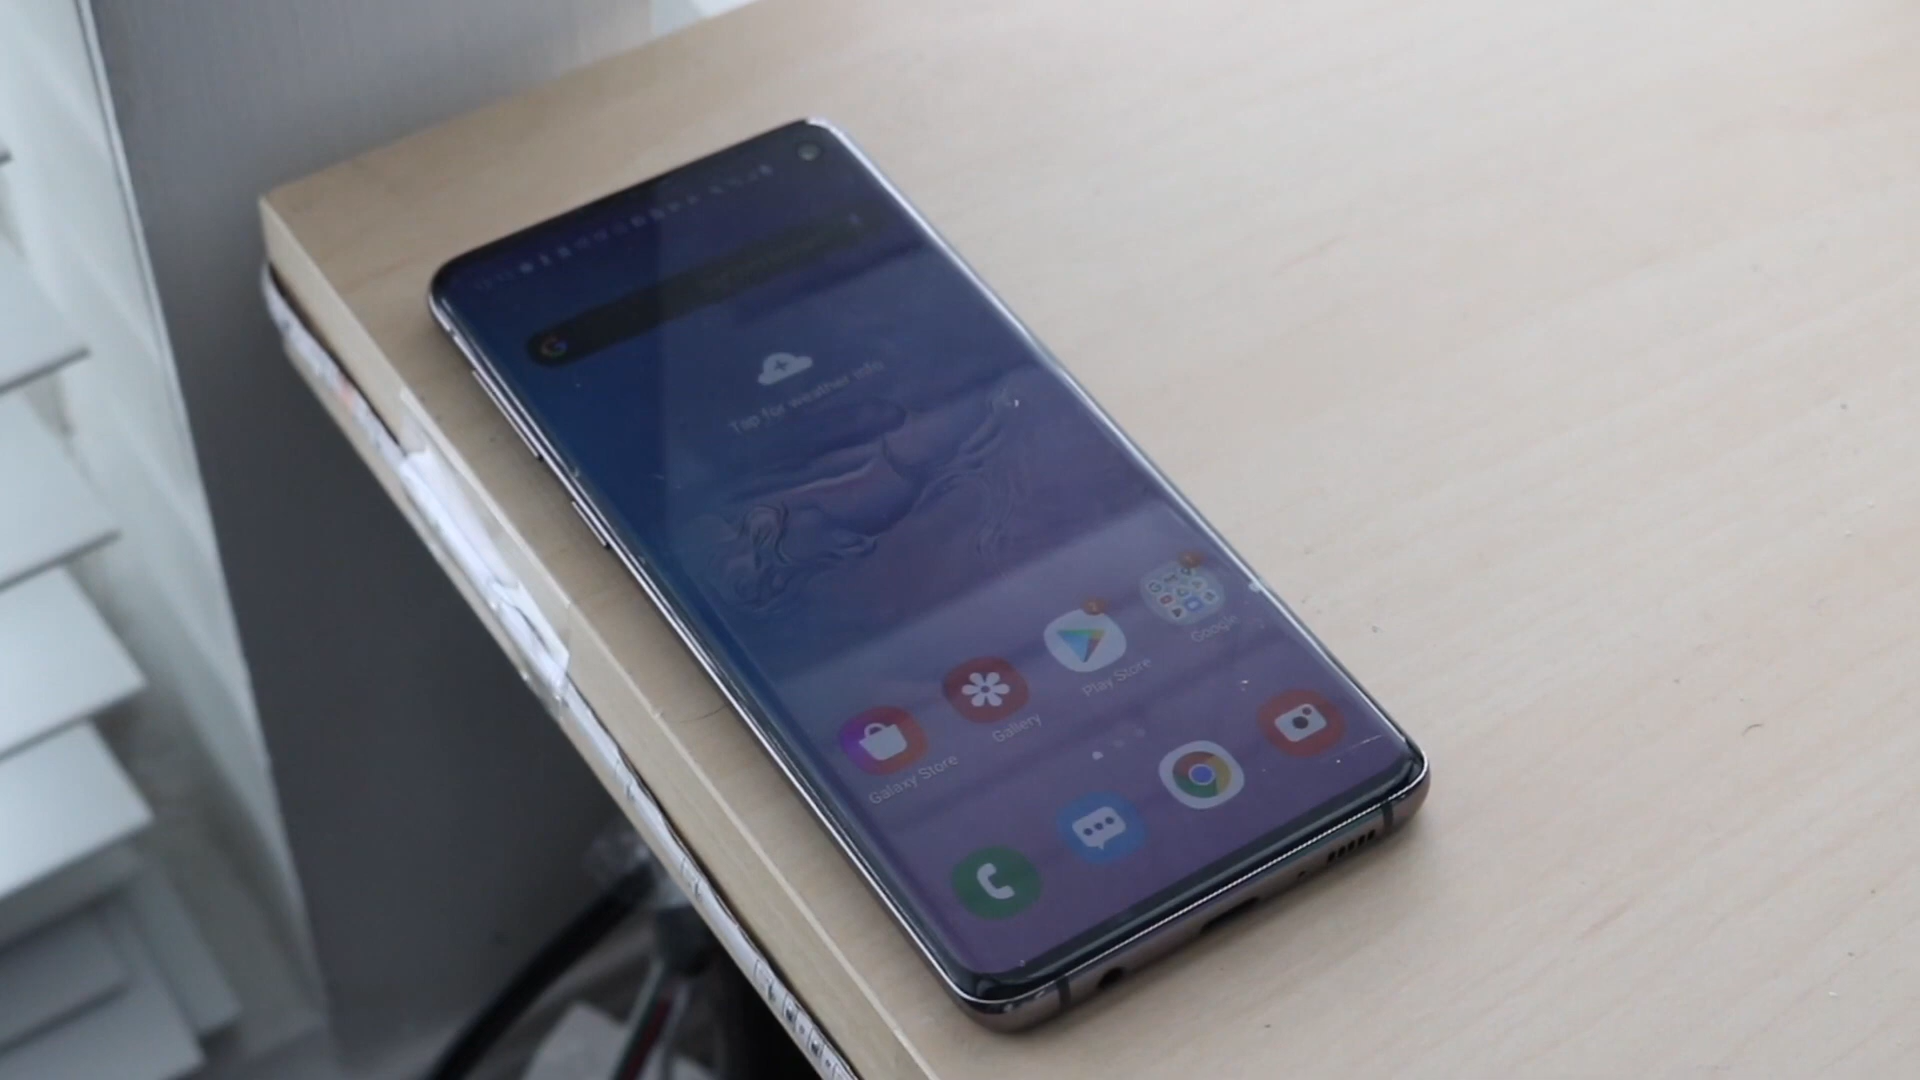 Tap for weather info
Galaxy Store
Gallery
Play Store
Google